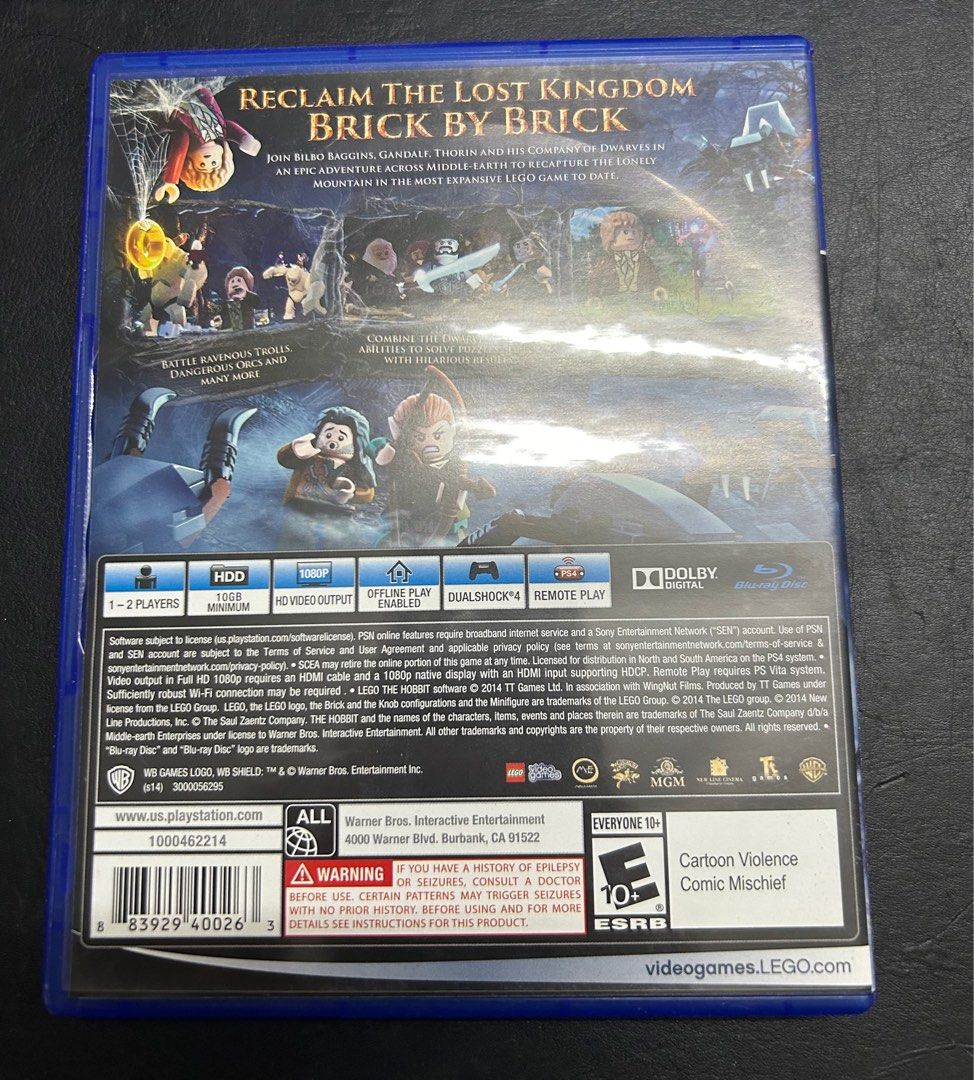 RECLAIM THE LOST KINGDOM
BRICK BY BRICK
JOIN BILBO BAGGINS, GANDALF, THORIN AND HIS COMPANY OF DWARVES IN
AN EPIC ADVENTURE ACROSS MIDDLE-EARTH TO RECAPTURE THE LONELY
MOUNTAIN IN THE MOST EXPANSIVE LEGO GAME TO DATE.
BATTLE RAVENOUS TROLLS,
DANGEROUS ORCS AND
MANY MORE
COMBINE THE
ABILITIES TO SOLVE
WITH HILARIOUS
1 – 2 PLAYERS
HDD
10GB
MINIMUM
1080P
HD VIDEO OUTPUT
OFFLINE PLAY
ENABLED
DUALSHOCK®4
PS4
REMOTE PLAY
DOLBY
DIGITAL
Blu-ray Disc
Software subject to license (us.playstation.com/softwarelicense). PSN online features require broadband internet service and a Sony Entertainment Network ("SEN") account. Use of PSN
and SEN account are subject to the Terms of Service and User Agreement and applicable privacy policy (see terms at sonyentertainmentnetwork.com/terms-of-service &
sonyentertainmentnetwork.com/privacy-policy). • SCEA may retire the online portion of this game at any time. Licensed for distribution in North and South America on the PS4 system. •
Video output in Full HD 1080p requires an HDMI cable and a 1080p native display with an HDMI input supporting HDCP. Remote Play requires PS Vita system.
Sufficiently robust Wi-Fi connection may be required . • LEGO THE HOBBIT software © 2014 TT Games Ltd. In association with WingNut Films. Produced by TT Games under
license from the LEGO Group. LEGO, the LEGO logo, the Brick and the Knob configurations and the Minifigure are trademarks of the LEGO Group. © 2014 The LEGO group. © 2014 New
Line Productions, Inc. © The Saul Zaentz Company. THE HOBBIT and the names of the characters, items, events and places therein are trademarks of The Saul Zaentz Company d/b/a
Middle-earth Enterprises under license to Warner Bros. Interactive Entertainment. All other trademarks and copyrights are the property of their respective owners. All rights reserved. •
"Blu-ray Disc" and "Blu-ray Disc" logo are trademarks.
WB
WB GAMES LOGO, WB SHIELD: ™ & © Warner Bros. Entertainment Inc.
(s14) 3000056295
LEGO
video games
ME
MGM
NEW LINE CINEMA
games
WB
www.us.playstation.com
1000462214
8 83929 40026 3
ALL
Warner Bros. Interactive Entertainment
4000 Warner Blvd. Burbank, CA 91522
WARNING
IF YOU HAVE A HISTORY OF EPILEPSY
OR SEIZURES, CONSULT A DOCTOR
BEFORE USE. CERTAIN PATTERNS MAY TRIGGER SEIZURES
WITH NO PRIOR HISTORY. BEFORE USING AND FOR MORE
DETAILS SEE INSTRUCTIONS FOR THIS PRODUCT.
EVERYONE 10+
E
10+
®
ESRB
Cartoon Violence
Comic Mischief
videogames.LEGO.com